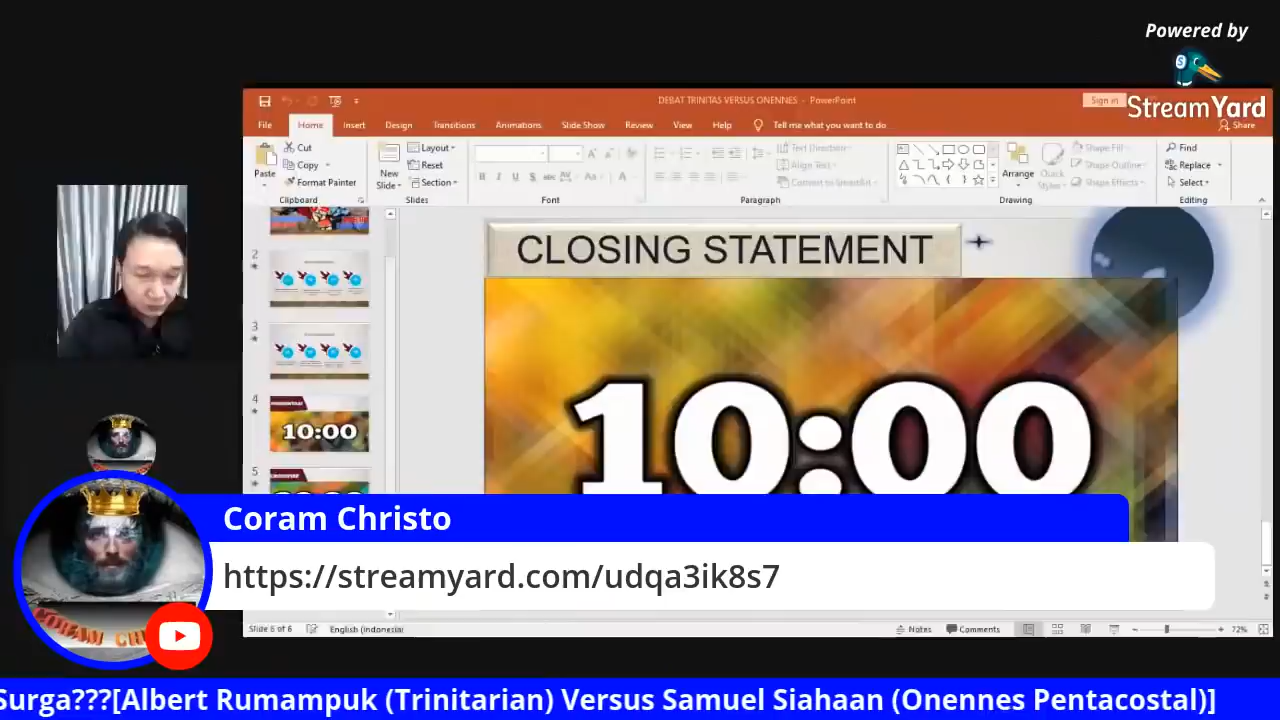 Powered by
StreamYard
DEBAT TRINITAS VERSUS ONENNES - PowerPoint
Sign in
File Home Insert Design Transitions Animations Slide Show Review View Help Tell me what you want to do
Share
Paste
Cut
Copy
Format Painter
Clipboard
New
Slide
Layout
Reset
Section
Slides
Font
Text Direction
Align Text
Convert to SmartArt
Paragraph
Arrange
Quick
Styles
Shape Fill
Shape Outline
Shape Effects
Drawing
Find
Replace
Select
Editing
2
3
4
10:00
5
CLOSING STATEMENT
10:00
Coram Christo
https://streamyard.com/udqa3ik8s7
Slide 6 of 6 English (Indonesia) Notes Comments 72%
Surga???[Albert Rumampuk (Trinitarian) Versus Samuel Siahaan (Onennes Pentacostal)]